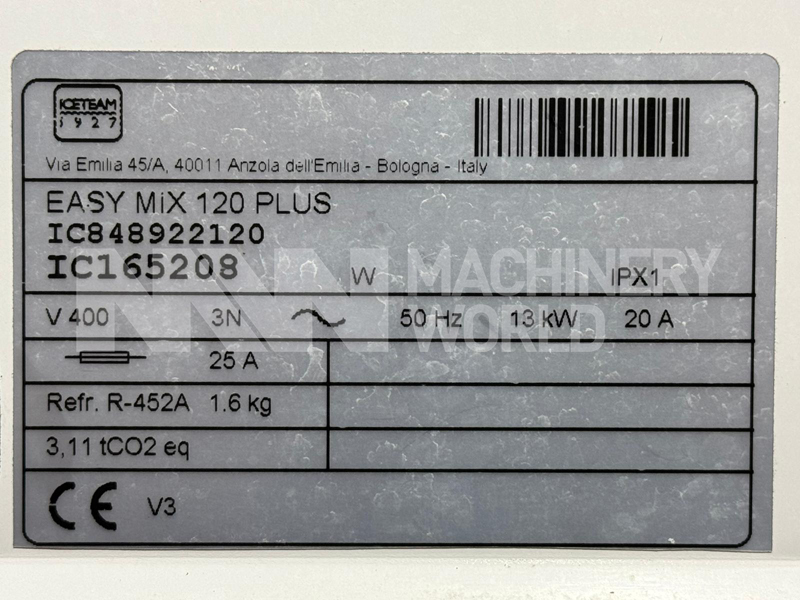 ICETEAM
1927
Via Emilia 45/A, 40011 Anzola dell'Emilia - Bologna - Italy
EASY MiX 120 PLUS
IC848922120
IC165208 W IPX1
MACHINERY
WORLD
V 400 3N 50 Hz 13 kW 20 A
25 A
Refr. R-452A 1.6 kg
3,11 tCO2 eq
CE V3